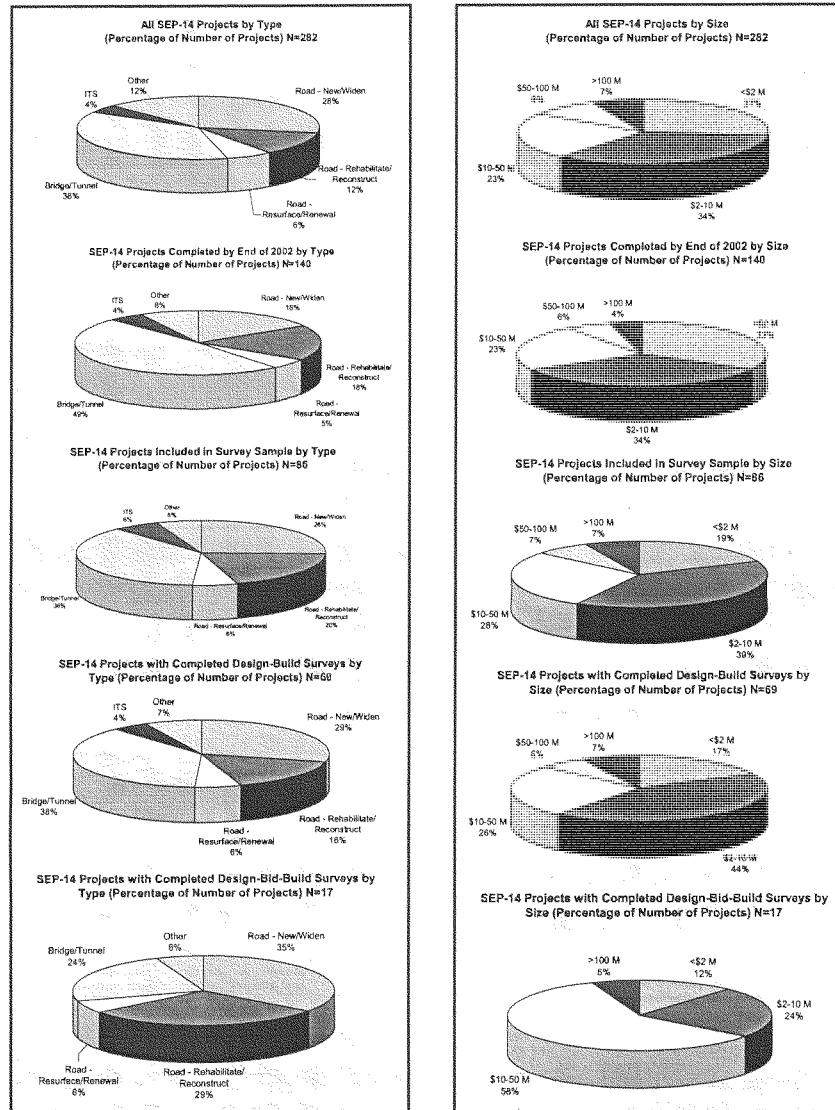 All SEP-14 Projects by Type
(Percentage of Number of Projects) N=282
Other
12%
ITS
4%
Road - New/Widen
28%
Road - Rehabilitate/
Reconstruct
12%
Road -
Resurface/Renewal
6%
Bridge/Tunnel
38%
SEP-14 Projects Completed by End of 2002 by Type
(Percentage of Number of Projects) N=140
ITS
4%
Other
8%
Road - New/Widen
Road - Rehabilitate/
Reconstruct
18%
Road -
Resurface/Renewal
5%
Bridge/Tunnel
49%
SEP-14 Projects Included in Survey Sample by Type
(Percentage of Number of Projects) N=86
ITS
6%
Other
Road - New/Widen
26%
Road - Rehabilitate/
Reconstruct
20%
Road - Resurface/Renewal
6%
Bridge/Tunnel
SEP-14 Projects with Completed Design-Build Surveys by
Type (Percentage of Number of Projects) N=69
ITS
4%
Other
7%
Road - New/Widen
29%
Road - Rehabilitate/
Reconstruct
16%
Road -
Resurface/Renewal
6%
Bridge/Tunnel
38%
SEP-14 Projects with Completed Design-Bid-Build Surveys by
Type (Percentage of Number of Projects) N=17
Other
6%
Road - New/Widen
35%
Bridge/Tunnel
24%
Road -
Resurface/Renewal
6%
Road - Rehabilitate/
Reconstruct
29%
All SEP-14 Projects by Size
(Percentage of Number of Projects) N=282
$50-100 M
>100 M
7%
<$2 M
$10-50 M
23%
$2-10 M
34%
SEP-14 Projects Completed by End of 2002 by Size
(Percentage of Number of Projects) N=140
$50-100 M
6%
>100 M
4%
$10-50 M
23%
$2-10 M
34%
SEP-14 Projects Included in Survey Sample by Size
(Percentage of Number of Projects) N=86
$50-100 M
7%
>100 M
7%
<$2 M
19%
$10-50 M
28%
$2-10 M
39%
SEP-14 Projects with Completed Design-Build Surveys by
Size (Percentage of Number of Projects) N=69
$50-100 M
6%
>100 M
7%
<$2 M
17%
$10-50 M
26%
$2-10 M
44%
SEP-14 Projects with Completed Design-Bid-Build Surveys by
Size (Percentage of Number of Projects) N=17
>100 M
5%
<$2 M
12%
$2-10 M
24%
$10-50 M
58%